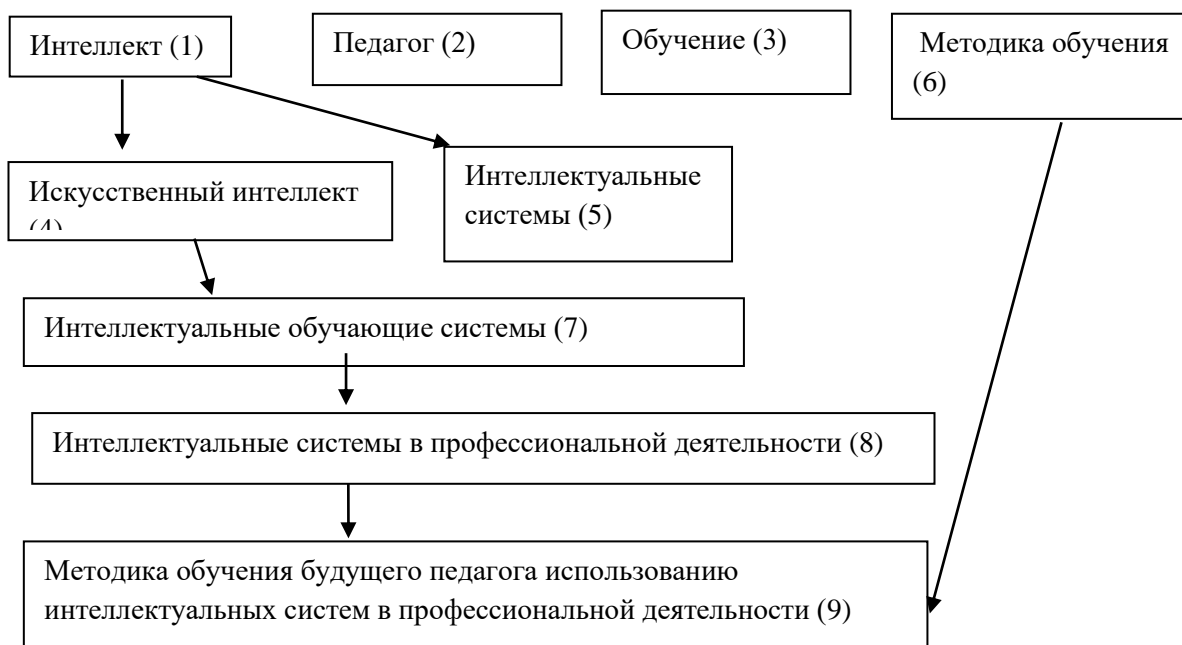 Интеллект (1)
Педагог (2)
Обучение (3)
Методика обучения
(6)
Искусственный интеллект
(4)
Интеллектуальные
системы (5)
Интеллектуальные обучающие системы (7)
Интеллектуальные системы в профессиональной деятельности (8)
Методика обучения будущего педагога использованию
интеллектуальных систем в профессиональной деятельности (9)